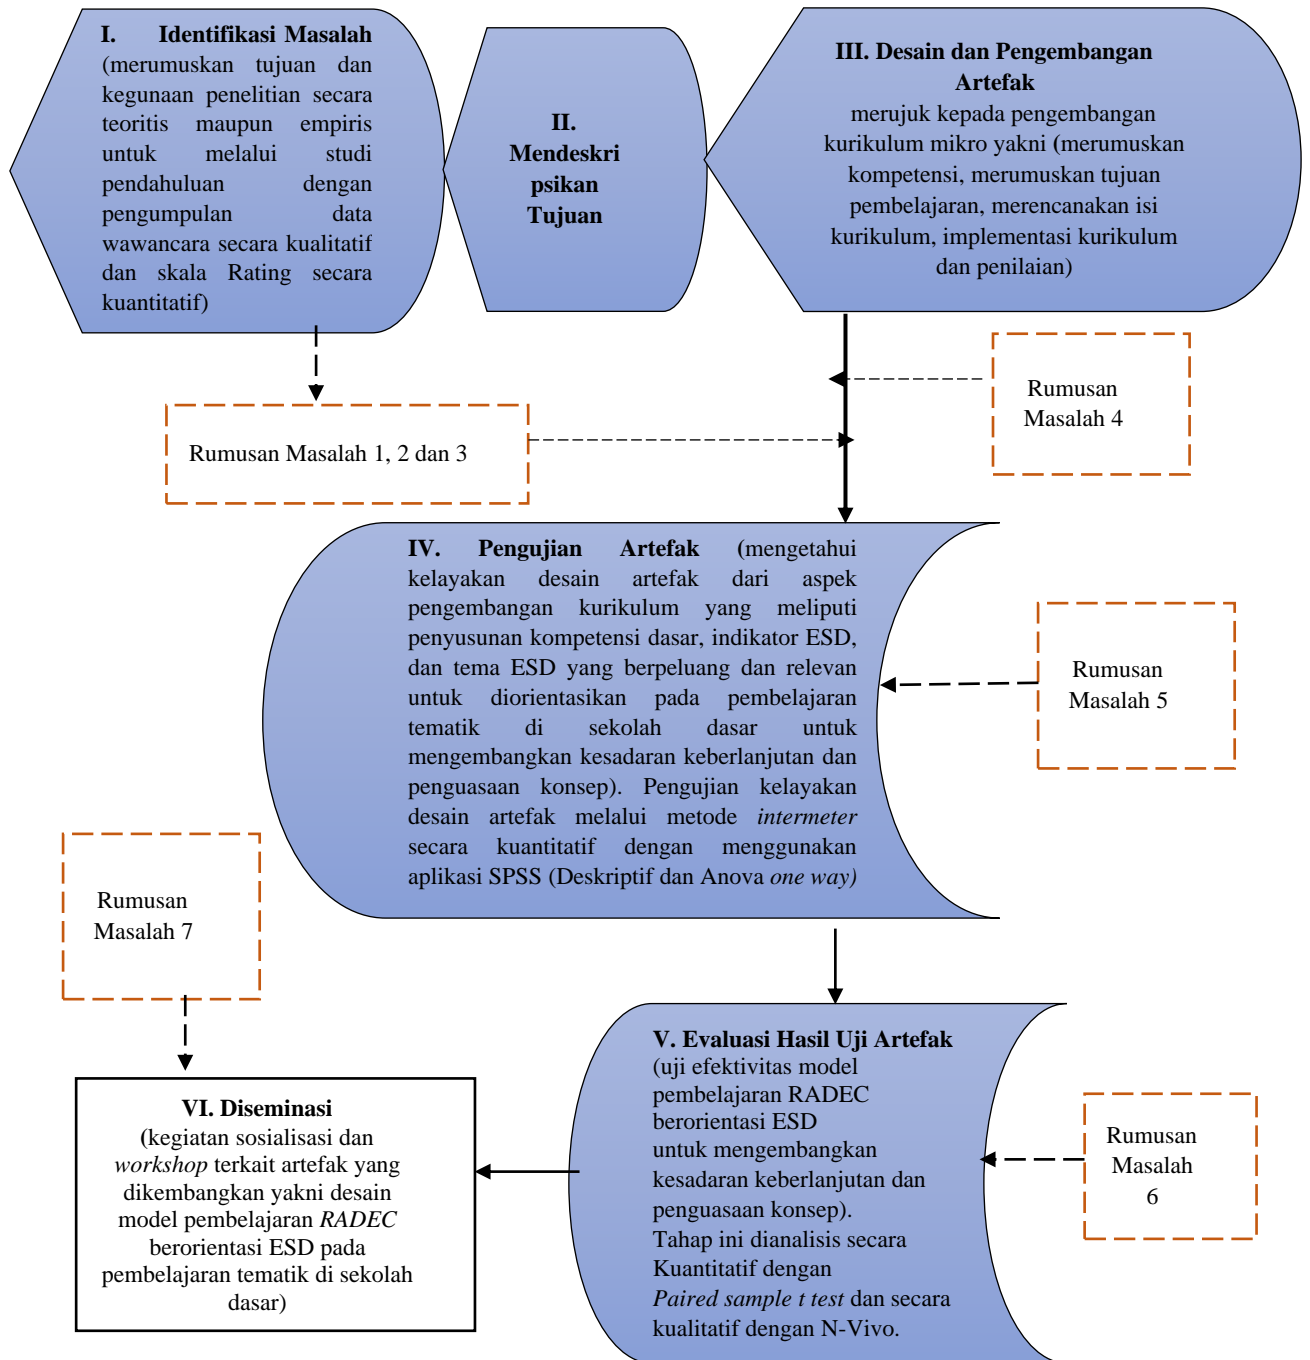 I. Identifikasi Masalah
(merumuskan tujuan dan
kegunaan penelitian secara
teoritis maupun empiris
untuk melalui studi
pendahuluan dengan
pengumpulan data
wawancara secara kualitatif
dan skala Rating secara
kuantitatif)
II.
Mendeskri
psikan
Tujuan
III. Desain dan Pengembangan
Artefak
merujuk kepada pengembangan
kurikulum mikro yakni (merumuskan
kompetensi, merumuskan tujuan
pembelajaran, merencanakan isi
kurikulum, implementasi kurikulum
dan penilaian)
Rumusan
Masalah 4
Rumusan Masalah 1, 2 dan 3
IV. Pengujian Artefak (mengetahui
kelayakan desain artefak dari aspek
pengembangan kurikulum yang meliputi
penyusunan kompetensi dasar, indikator ESD,
dan tema ESD yang berpeluang dan relevan
untuk diorientasikan pada pembelajaran
tematik di sekolah dasar untuk
mengembangkan kesadaran keberlanjutan dan
penguasaan konsep). Pengujian kelayakan
desain artefak melalui metode intermeter
secara kuantitatif dengan menggunakan
aplikasi SPSS (Deskriptif dan Anova one way)
Rumusan
Masalah 5
Rumusan
Masalah 7
V. Evaluasi Hasil Uji Artefak
(uji efektivitas model
pembelajaran RADEC
berorientasi ESD
untuk mengembangkan
kesadaran keberlanjutan dan
penguasaan konsep).
Tahap ini dianalisis secara
Kuantitatif dengan
Paired sample t test dan secara
kualitatif dengan N-Vivo.
Rumusan
Masalah
6
VI. Diseminasi
(kegiatan sosialisasi dan
workshop terkait artefak yang
dikembangkan yakni desain
model pembelajaran RADEC
berorientasi ESD pada
pembelajaran tematik di sekolah
dasar)